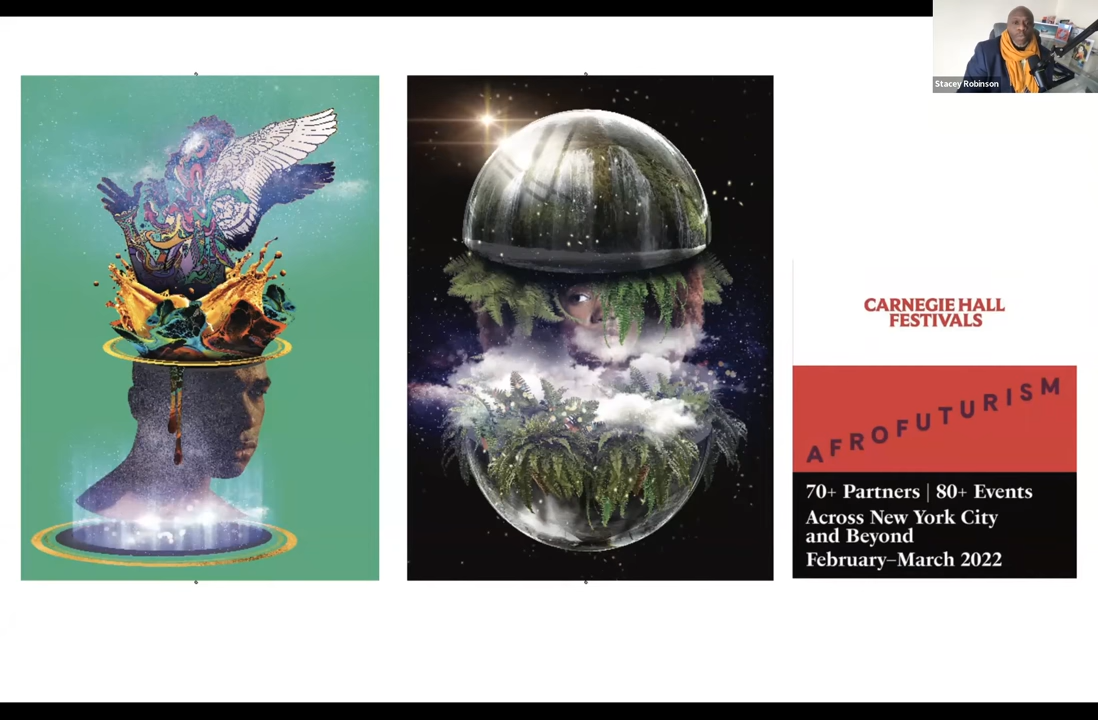 Stacey Robinson
CARNEGIE HALL
FESTIVALS
AFROFUTURISM
70+ Partners | 80+ Events
Across New York City
and Beyond
February–March 2022